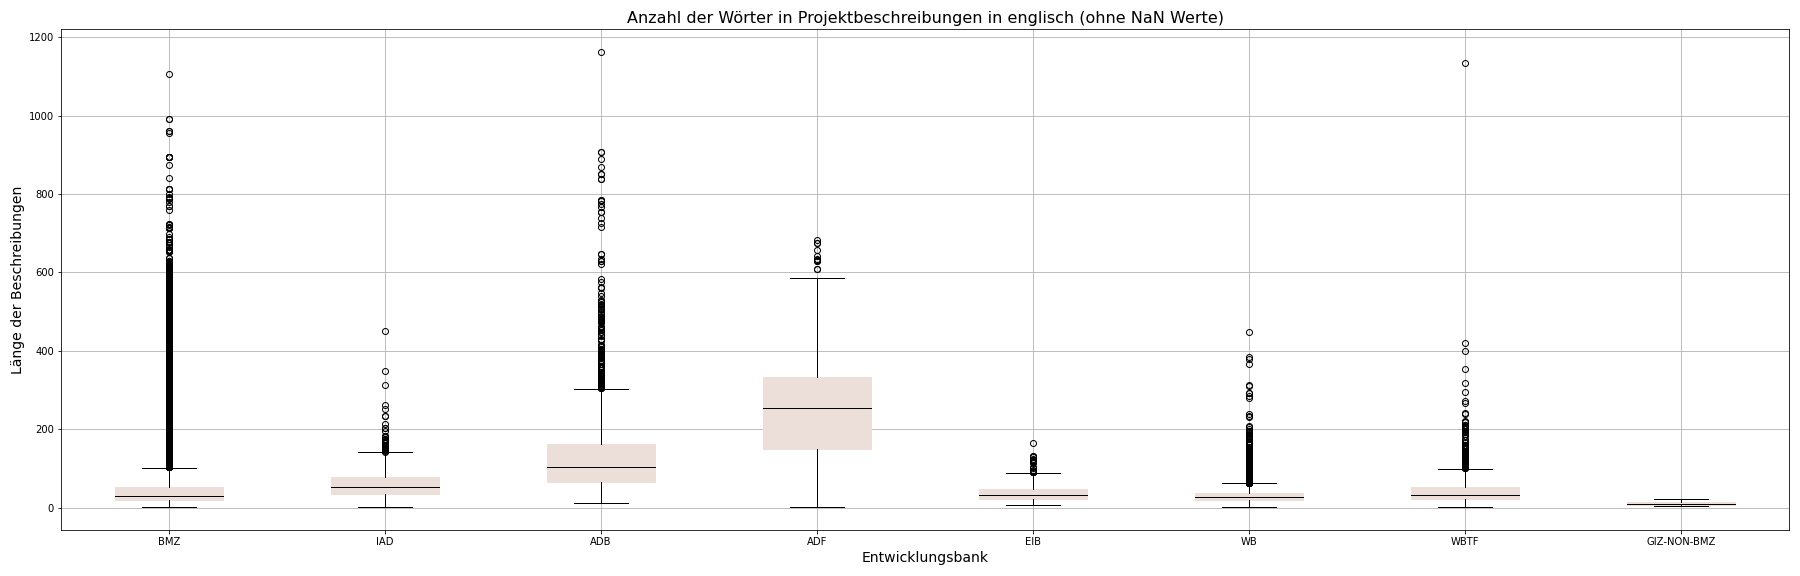 Anzahl der Wörter in Projektbeschreibungen in englisch (ohne NaN Werte)
Länge der Beschreibungen
1200
1000
800
600
400
200
0
BMZ IAD ADB ADF EIB WB WBTF GIZ-NON-BMZ
Entwicklungsbank